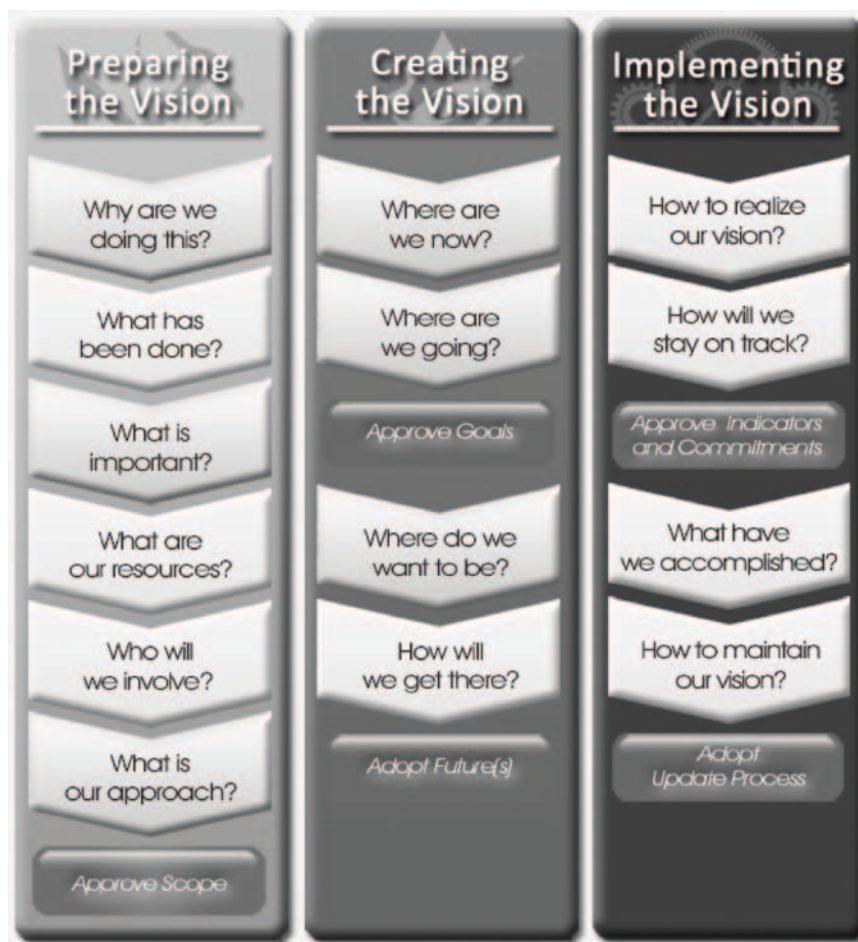 Preparing
the Vision
Why are we
doing this?
What has
been done?
What is
important?
What are
our resources?
Who will
we involve?
What is
our approach?
Approve Scope
Creating
the Vision
Where are
we now?
Where are
we going?
Approve Goals
Where do we
want to be?
How will
we get there?
Adopt Future(s)
Implementing
the Vision
How to realize
our vision?
How will we
stay on track?
Approve Indicators
and Commitments
What have
we accomplished?
How to maintain
our vision?
Adopt
Update Process